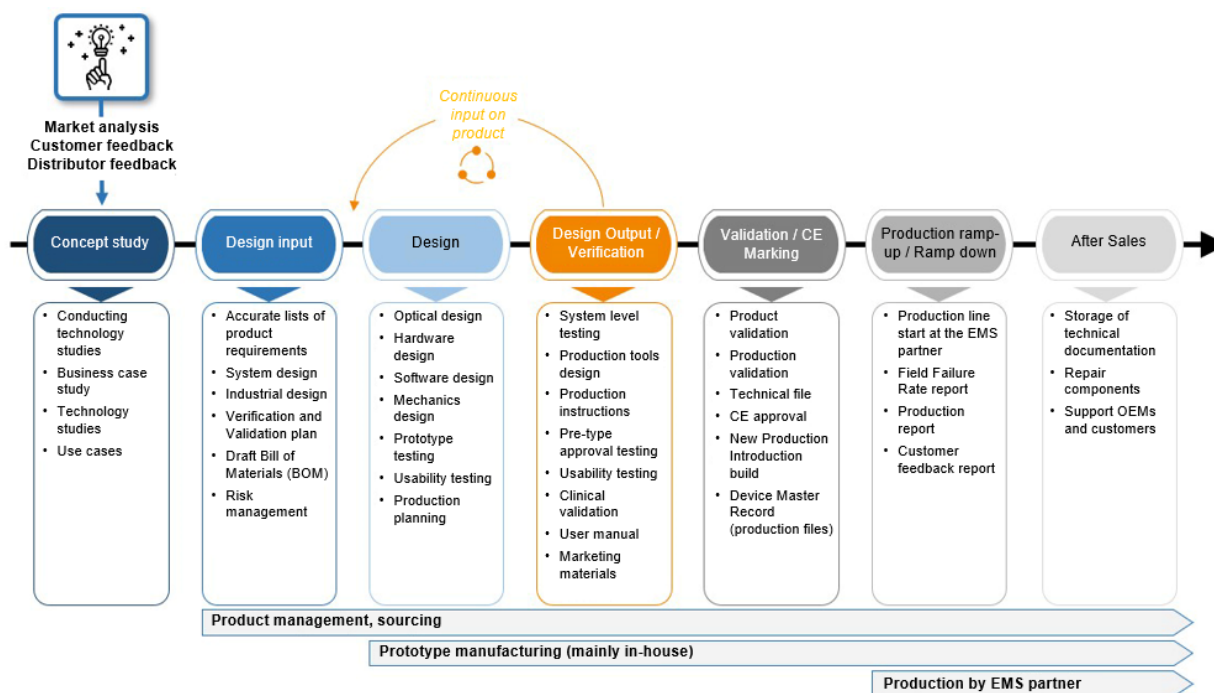 Continuous
input on
product
Market analysis
Customer feedback
Distributor feedback
Concept study
Design input
Design
Design Output /
Verification
Validation / CE
Marking
Production ramp-
up / Ramp down
After Sales
• Conducting
technology
studies
• Business case
study
• Technology
studies
• Use cases
• Accurate lists of
product
requirements
• System design
• Industrial design
• Verification and
Validation plan
• Draft Bill of
Materials (BOM)
• Risk
management
• Optical design
• Hardware
design
• Software design
• Mechanics
design
• Prototype
testing
• Usability testing
• Production
planning
• System level
testing
• Production tools
design
• Production
instructions
• Pre-type
approval testing
• Usability testing
• Clinical
validation
• User manual
• Marketing
materials
• Product
validation
• Production
validation
• Technical file
• CE approval
• New Production
Introduction
build
• Device Master
Record
(production files)
• Production line
start at the EMS
partner
• Field Failure
Rate report
• Production
report
• Customer
feedback report
• Storage of
technical
documentation
• Repair
components
• Support OEMs
and customers
Product management, sourcing
Prototype manufacturing (mainly in-house)
Production by EMS partner